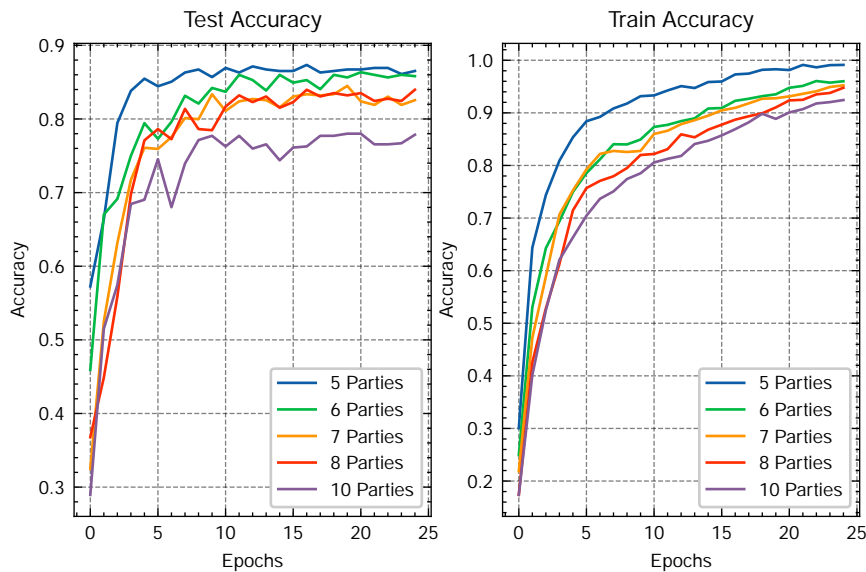 Test Accuracy
Accuracy
0.9
0.8
0.7
0.6
0.5
0.4
0.3
5 Parties
6 Parties
7 Parties
8 Parties
10 Parties
0 5 10 15 20 25
Epochs
Train Accuracy
Accuracy
1.0
0.9
0.8
0.7
0.6
0.5
0.4
0.3
0.2
5 Parties
6 Parties
7 Parties
8 Parties
10 Parties
0 5 10 15 20 25
Epochs